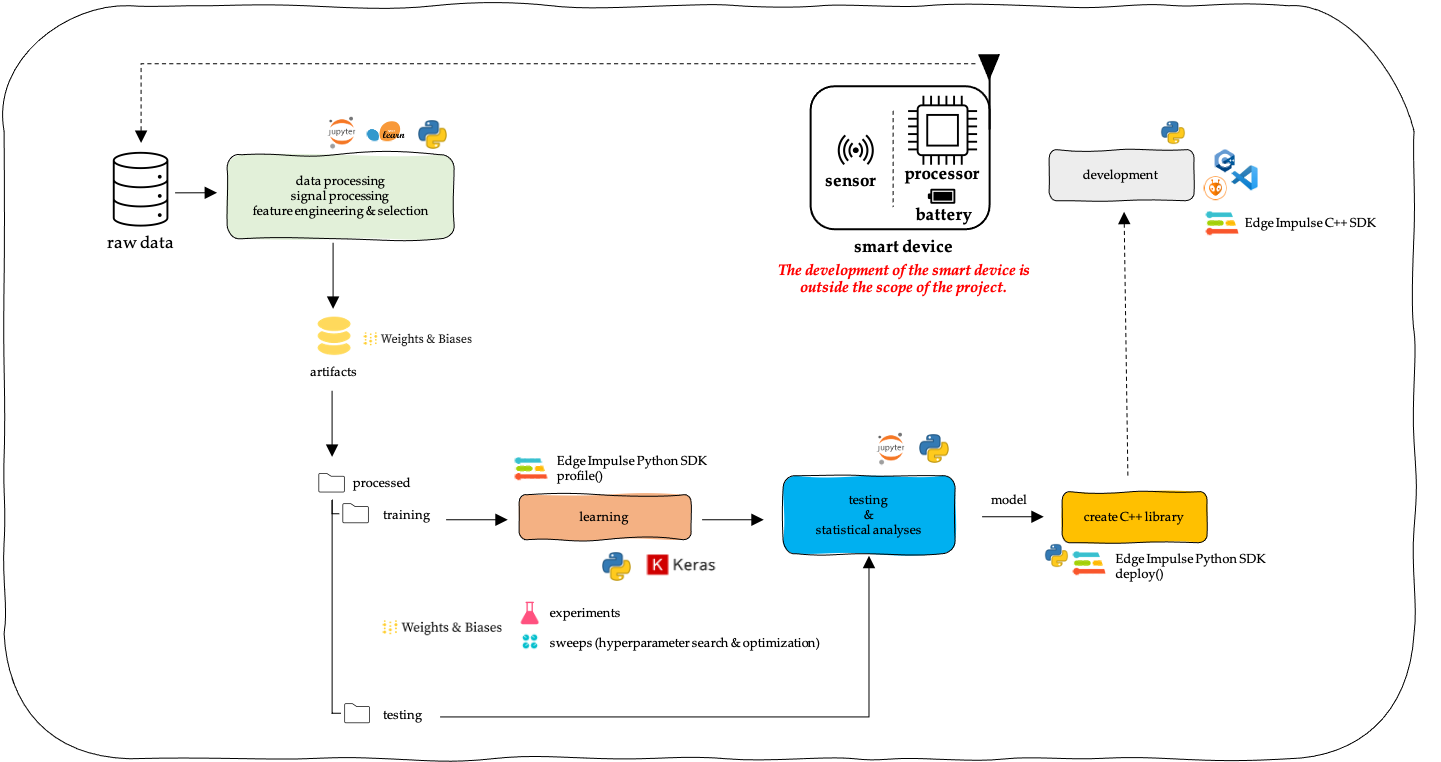 jupyter
learn
data processing
signal processing
feature engineering & selection
raw data
sensor
processor
battery
smart device
The development of the smart device is
outside the scope of the project.
development
Edge Impulse C++ SDK
Weights & Biases
artifacts
processed
training
Edge Impulse Python SDK
profile()
learning
K Keras
jupyter
testing
&
statistical analyses
model
create C++ library
Edge Impulse Python SDK
deploy()
Weights & Biases
experiments
sweeps (hyperparameter search & optimization)
testing